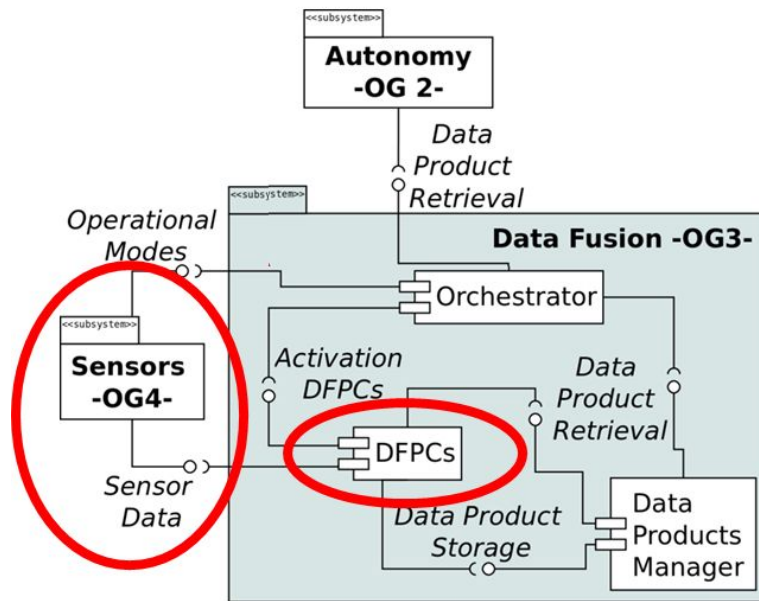 <<subsystem>>
Autonomy
-OG 2-
Data
Product
Retrieval
<<subsystem>>
Operational
Modes
Data Fusion -OG3-
Orchestrator
<<subsystem>>
Sensors
-OG4-
Activation
DFPCs
Data
Product
Retrieval
DFPCs
Sensor
Data
Data Product
Storage
Data
Products
Manager